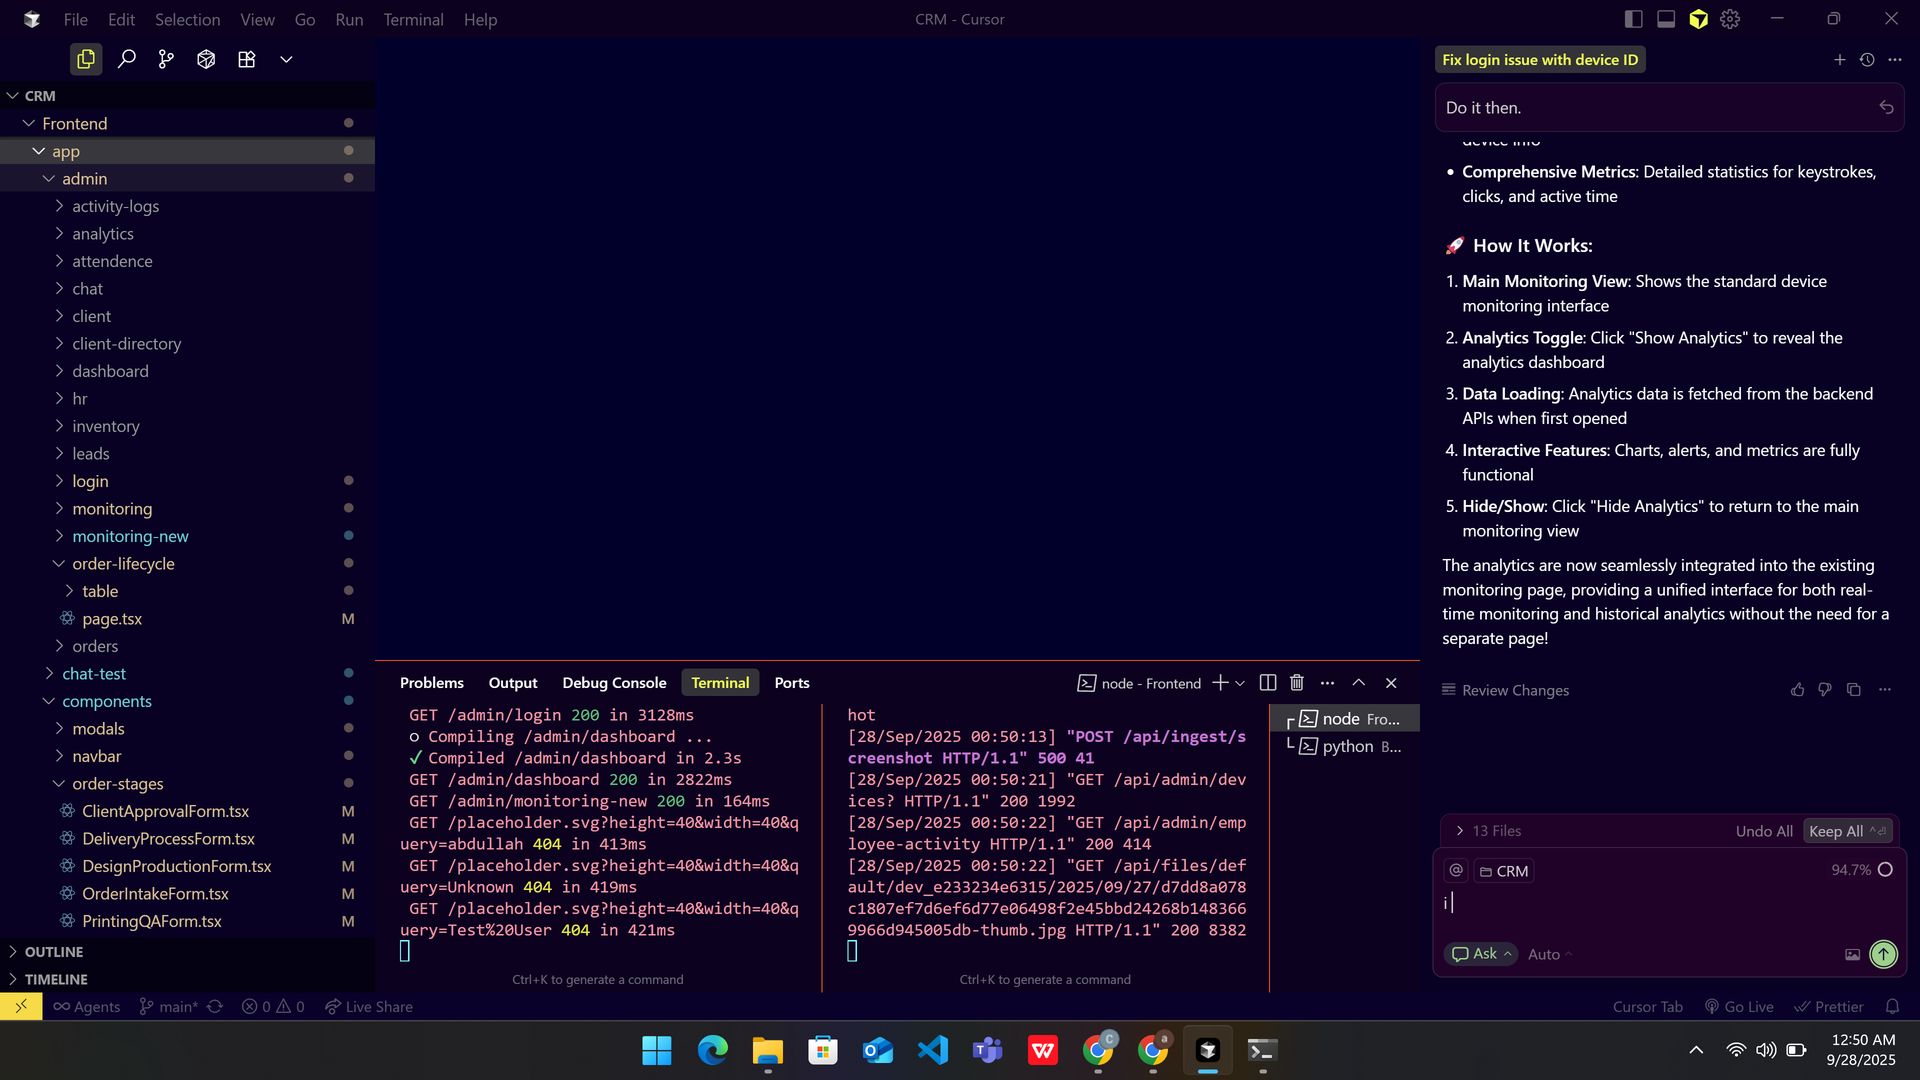 File Edit Selection View Go Run Terminal Help
CRM - Cursor
CRM
Frontend
app
admin
activity-logs
analytics
attendence
chat
client
client-directory
dashboard
hr
inventory
leads
login
monitoring
monitoring-new
order-lifecycle
table
page.tsx M
orders
chat-test
components
modals
navbar
order-stages
ClientApprovalForm.tsx M
DeliveryProcessForm.tsx M
DesignProductionForm.tsx M
OrderIntakeForm.tsx M
PrintingQAForm.tsx M
OUTLINE
TIMELINE
Problems Output Debug Console Terminal Ports
node - Frontend
GET /admin/login 200 in 3128ms
○ Compiling /admin/dashboard ...
✓ Compiled /admin/dashboard in 2.3s
GET /admin/dashboard 200 in 2822ms
GET /admin/monitoring-new 200 in 164ms
GET /placeholder.svg?height=40&width=40&q
uery=abdullah 404 in 413ms
GET /placeholder.svg?height=40&width=40&q
uery=Unknown 404 in 419ms
GET /placeholder.svg?height=40&width=40&q
uery=Test%20User 404 in 421ms
Ctrl+K to generate a command
hot
[28/Sep/2025 00:50:13] "POST /api/ingest/s
creenshot HTTP/1.1" 500 41
[28/Sep/2025 00:50:21] "GET /api/admin/dev
ices? HTTP/1.1" 200 1992
[28/Sep/2025 00:50:22] "GET /api/admin/emp
loyee-activity HTTP/1.1" 200 414
[28/Sep/2025 00:50:22] "GET /api/files/def
ault/dev_e233234e6315/2025/09/27/d7dd8a078
c1807ef7d6ef6d77e06498f2e45bbd24268b148366
9966d945005db-thumb.jpg HTTP/1.1" 200 8382
Ctrl+K to generate a command
node Fro...
python B...
Fix login issue with device ID
Do it then.
device info
• Comprehensive Metrics: Detailed statistics for keystrokes,
clicks, and active time
🚀 How It Works:
1. Main Monitoring View: Shows the standard device
monitoring interface
2. Analytics Toggle: Click "Show Analytics" to reveal the
analytics dashboard
3. Data Loading: Analytics data is fetched from the backend
APIs when first opened
4. Interactive Features: Charts, alerts, and metrics are fully
functional
5. Hide/Show: Click "Hide Analytics" to return to the main
monitoring view
The analytics are now seamlessly integrated into the existing
monitoring page, providing a unified interface for both real-
time monitoring and historical analytics without the need for a
separate page!
Review Changes
13 Files Undo All Keep All
@ CRM 94.7%
i
Ask Auto
Agents main* 0 0 Live Share
Cursor Tab Go Live Prettier
12:50 AM
9/28/2025